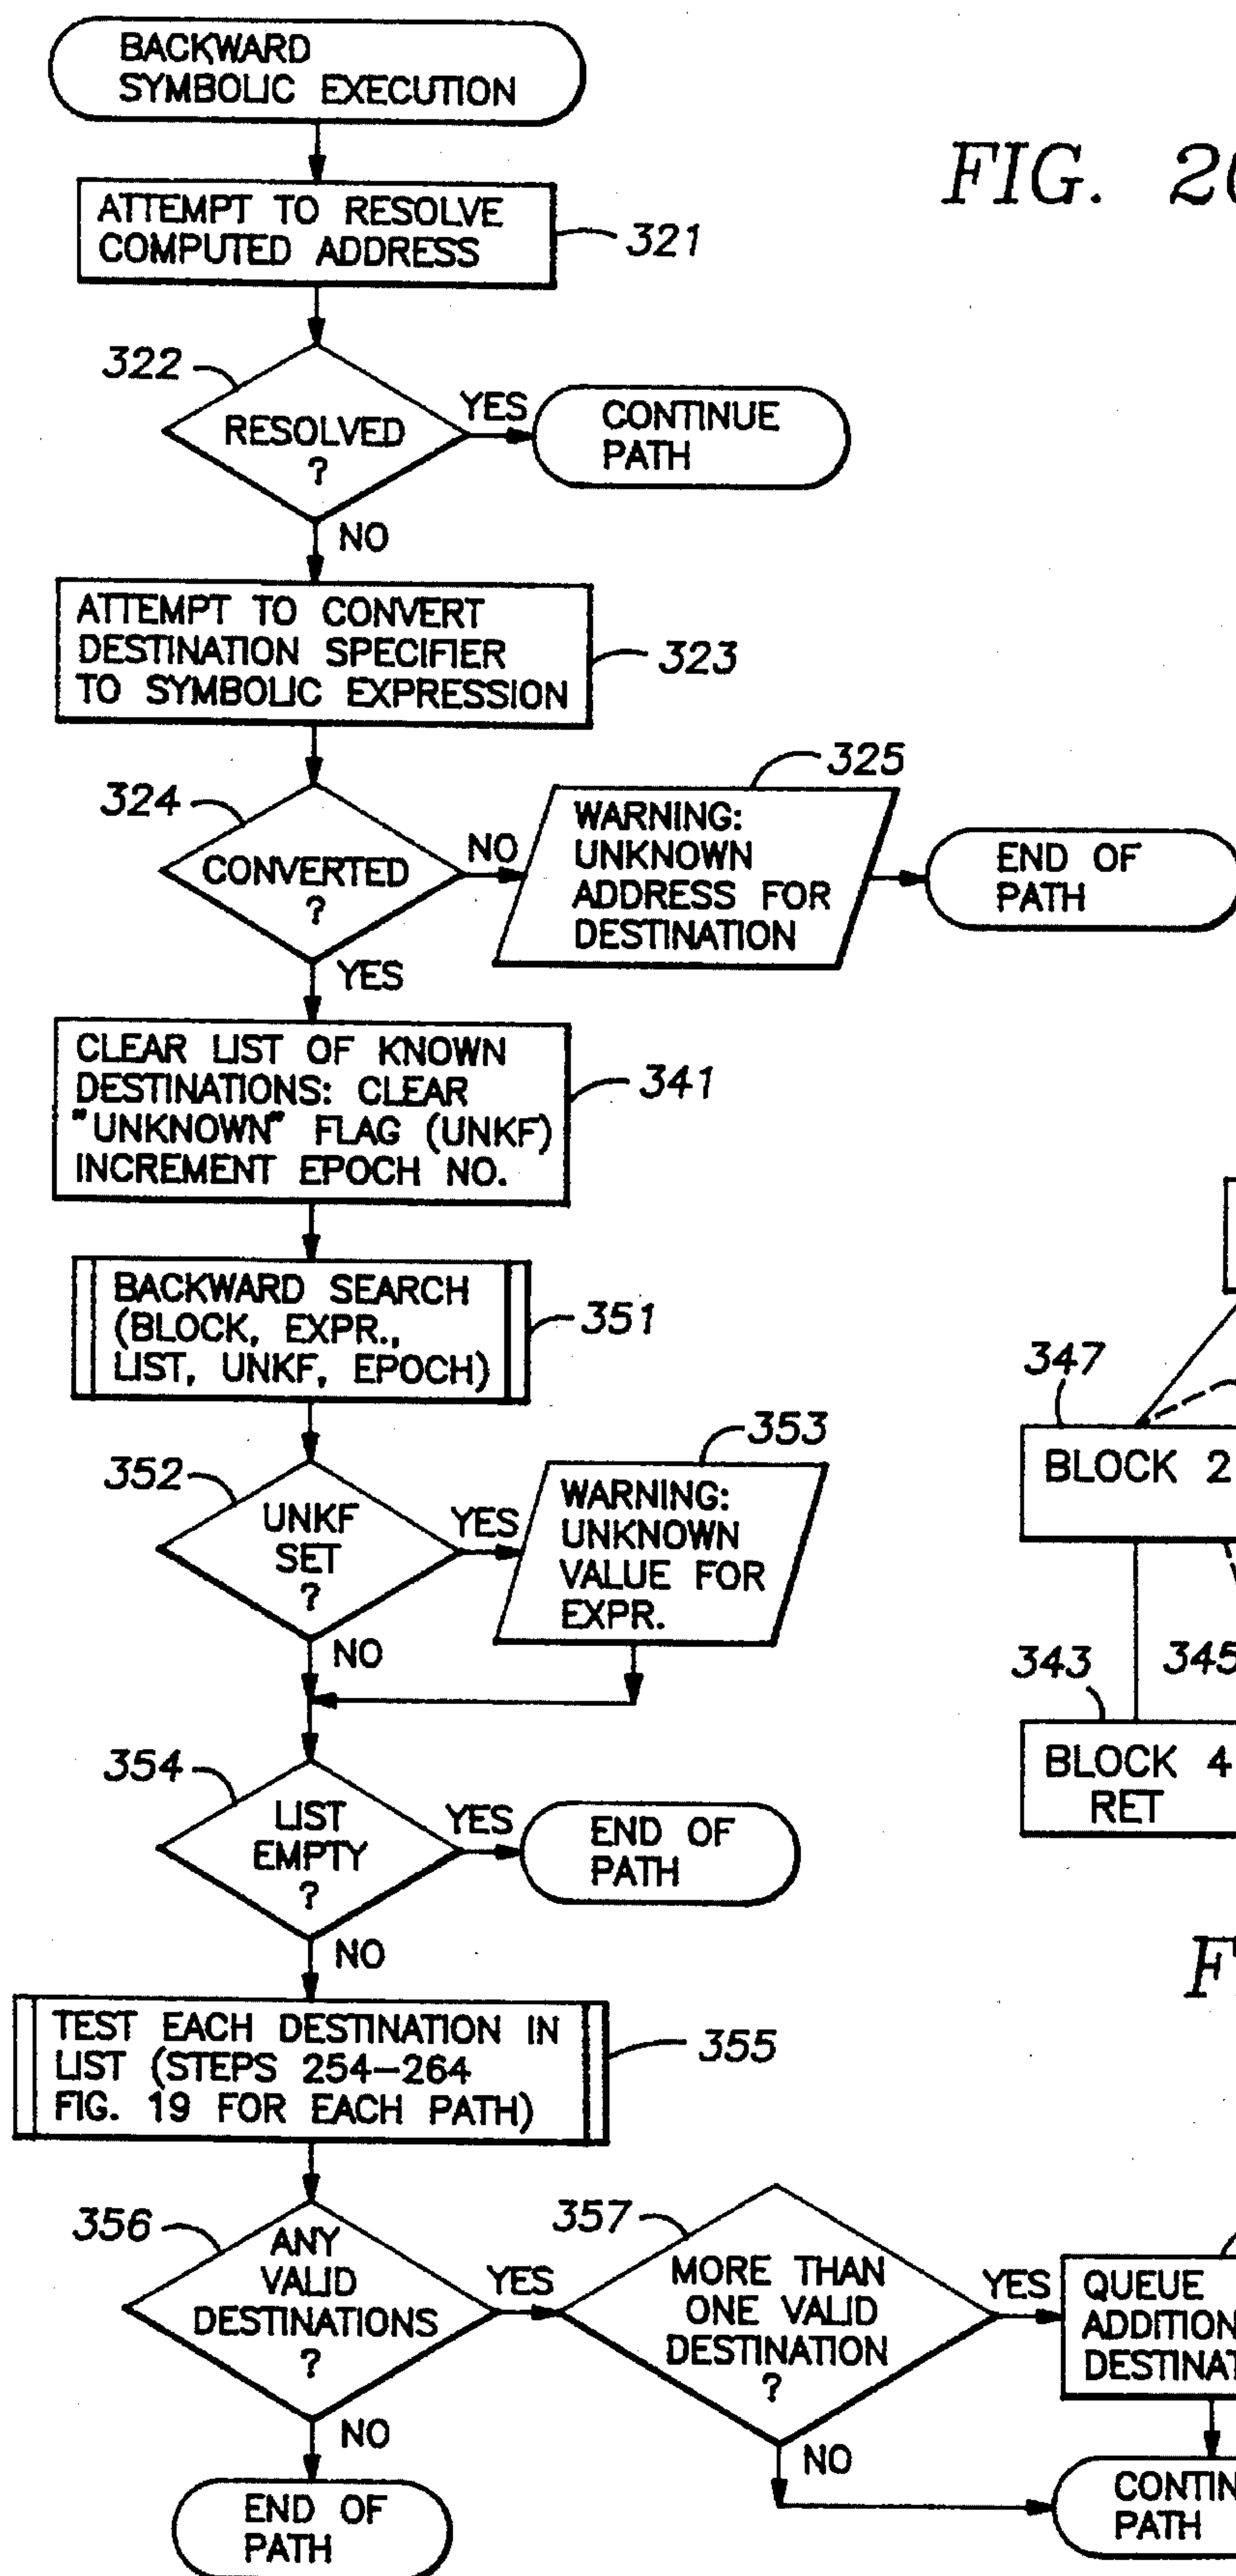 BACKWARD
SYMBOLIC EXECUTION
FIG. 20
ATTEMPT TO RESOLVE
COMPUTED ADDRESS
321
322
RESOLVED
?
YES
CONTINUE
PATH
NO
ATTEMPT TO CONVERT
DESTINATION SPECIFIER
TO SYMBOLIC EXPRESSION
323
324
CONVERTED
?
NO
325
WARNING:
UNKNOWN
ADDRESS FOR
DESTINATION
END OF
PATH
YES
CLEAR LIST OF KNOWN
DESTINATIONS: CLEAR
"UNKNOWN" FLAG (UNKF)
INCREMENT EPOCH NO.
341
BACKWARD SEARCH
(BLOCK, EXPR.,
LIST, UNKF, EPOCH)
351
352
UNKF
SET
?
YES
353
WARNING:
UNKNOWN
VALUE FOR
EXPR.
NO
347
BLOCK 2
343
345
BLOCK 4
RET
354
LIST
EMPTY
?
YES
END OF
PATH
NO
F
TEST EACH DESTINATION IN
LIST (STEPS 254-264
FIG. 19 FOR EACH PATH)
355
356
ANY
VALID
DESTINATIONS
?
YES
357
MORE THAN
ONE VALID
DESTINATION
?
YES
QUEUE
ADDITION
DESTINAT
NO
NO
CONTIN
PATH
END OF
PATH